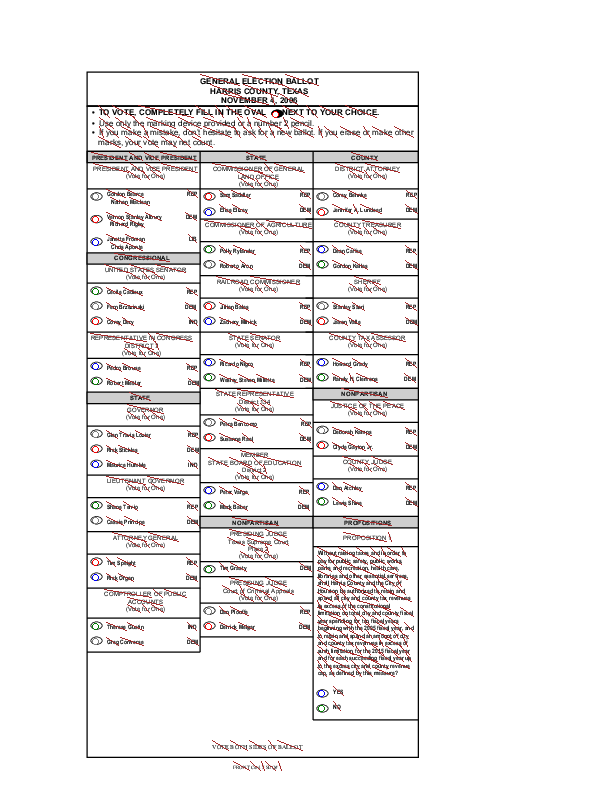 GENERAL ELECTION BALLOT
HARRIS COUNTY, TEXAS
NOVEMBER 4, 2006
• TO VOTE, COMPLETELY FILL IN THE OVAL NEXT TO YOUR CHOICE.
• Use only the marking device provided or a number 2 pencil.
• If you make a mistake, don't hesitate to ask for a new ballot. If you erase or make other
marks, your vote may not count.
PRESIDENT AND VICE PRESIDENT
PRESIDENT AND VICE PRESIDENT
(Vote for One)
Gordon Bearce REP
Nathan Maclean
Vernon Stanley Albury DEM
Richard Rigby
Janette Froman LIB
Chris Aponte
CONGRESSIONAL
UNITED STATES SENATOR
(Vote for One)
Cecile Cadieux REP
Fern Brzezinski DEM
Corey Dery IND
REPRESENTATIVE IN CONGRESS
DISTRICT 7
(Vote for One)
Pedro Brouse REP
Robert Mettler DEM
STATE
GOVERNOR
(Vote for One)
Glen Travis Lozier REP
Rick Stickles DEM
Maurice Humble IND
LIEUTENANT GOVERNOR
(Vote for One)
Shane Terrio REP
Cassie Principe DEM
ATTORNEY GENERAL
(Vote for One)
Tim Speight REP
Rick Organ DEM
COMPTROLLER OF PUBLIC
ACCOUNTS
(Vote for One)
Therese Gustin IND
Greg Converse DEM
STATE
COMMISSIONER OF GENERAL
LAND OFFICE
(Vote for One)
Sam Saddler REP
Elise Ellzey DEM
COMMISSIONER OF AGRICULTURE
(Vote for One)
Polly Rylander REP
Roberto Aron DEM
RAILROAD COMMISSIONER
(Vote for One)
Jillian Balas REP
Zachary Minick DEM
STATE SENATOR
(Vote for One)
Ricardo Nigro REP
Wesley Steven Millette DEM
STATE REPRESENTATIVE
District 134
(Vote for One)
Petra Bencomo REP
Susanne Rael DEM
MEMBER
STATE BOARD OF EDUCATION
District 2
(Vote for One)
Peter Varga REP
Mark Baber DEM
NONPARTISAN
PRESIDING JUDGE
Texas Supreme Court
Place 3
(Vote for One)
Tim Grasty DEM
PRESIDING JUDGE
Court of Criminal Appeals
(Vote for One)
Dan Plouffe REP
Derrick Melgar DEM
COUNTY
DISTRICT ATTORNEY
(Vote for One)
Corey Behnke REP
Jennifer A. Lundeed DEM
COUNTY TREASURER
(Vote for One)
Dean Caffee REP
Gordon Kallas DEM
SHERIFF
(Vote for One)
Stanley Saari REP
Jason Valle DEM
COUNTY TAX ASSESSOR
(Vote for One)
Howard Grady REP
Randy H. Clemons DEM
NONPARTISAN
JUSTICE OF THE PEACE
(Vote for One)
Deborah Kamps REP
Clyde Gayton Jr. DEM
COUNTY JUDGE
(Vote for One)
Dan Atchley REP
Lewis Shine DEM
PROPOSITIONS
PROPOSITION 1
Without raising taxes and in order to
pay for public safety, public works,
parks and recreation, health care,
libraries, and other essential services,
shall Harris County and the City of
Houston be authorized to retain and
spend all city and county tax revenues
in excess of the constitutional
limitation on total city and county fiscal
year spending for ten fiscal years
beginning with the 2005 fiscal year, and
to retain and spend an amount of city
and county tax revenues in excess of
such limitation for the 2015 fiscal year
and for each succeeding fiscal year up
to the excess city and county revenue
cap, as defined by this measure?
YES
NO
VOTE BOTH SIDES OF BALLOT